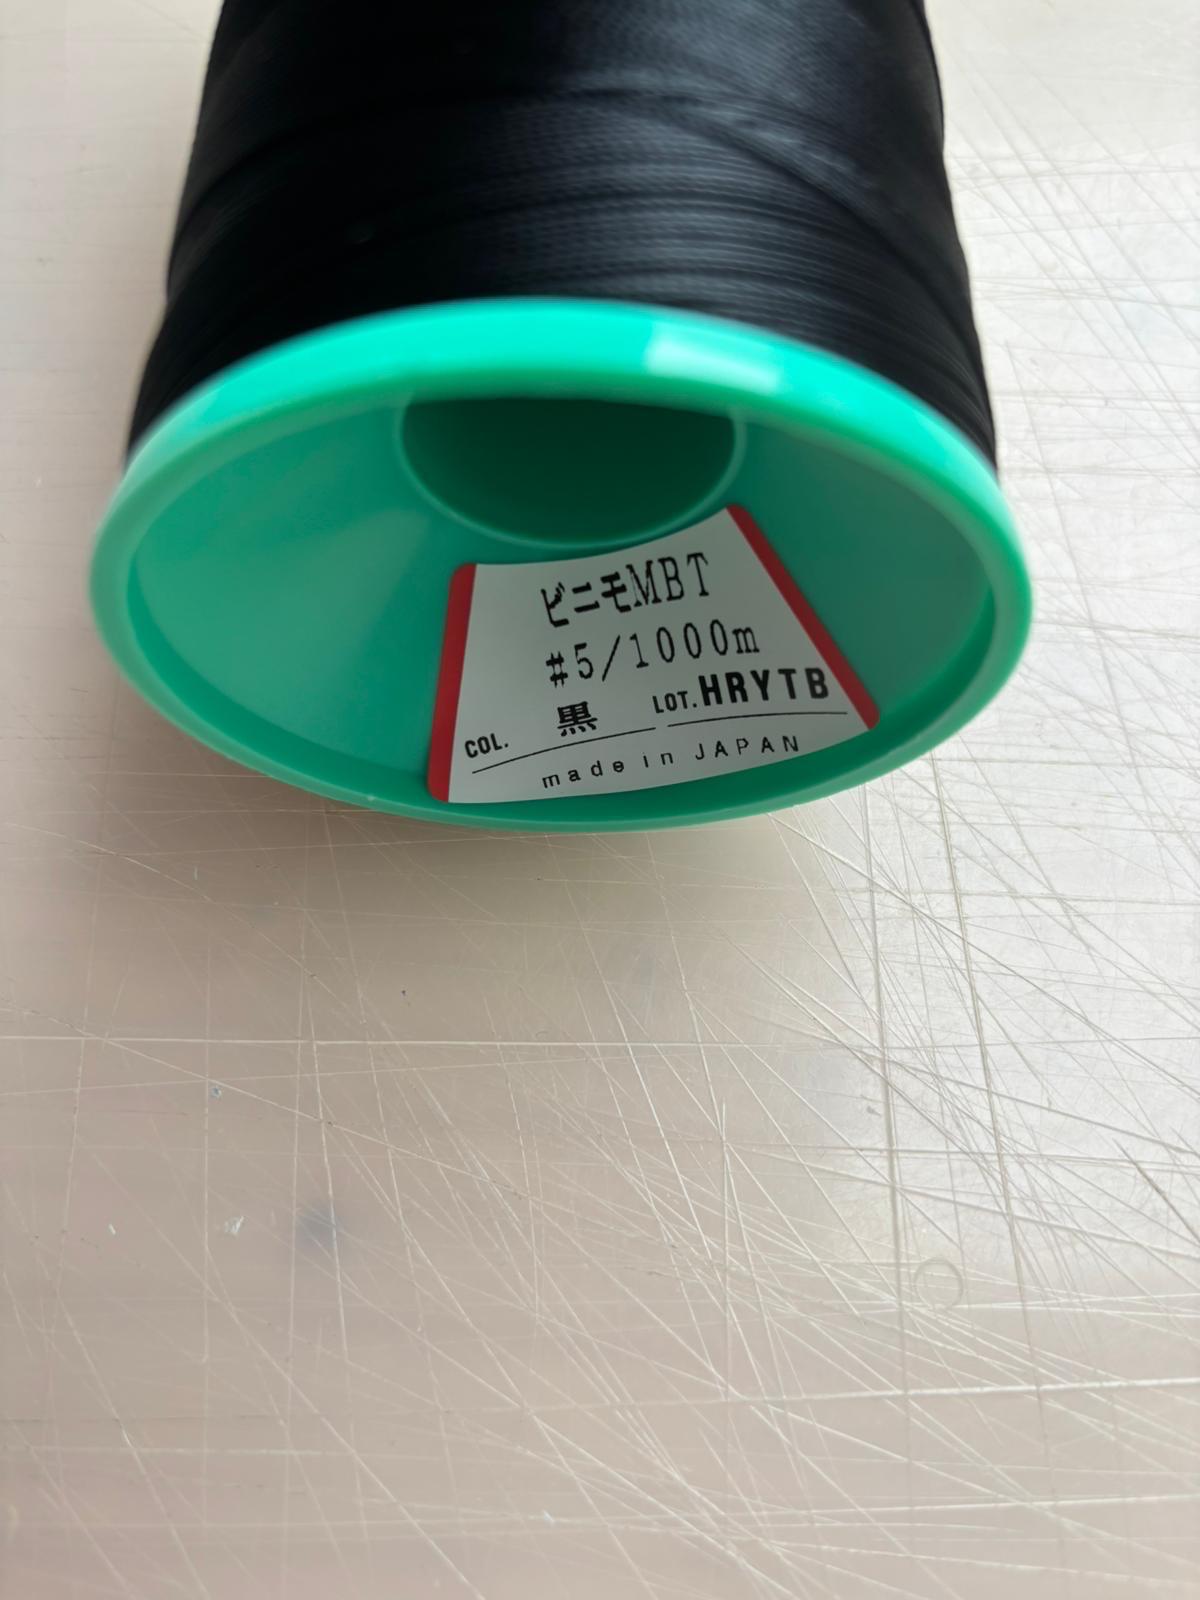 ビニモMBT
#5/1000m
COL. 黒 LOT. HRYTB
made in JAPAN